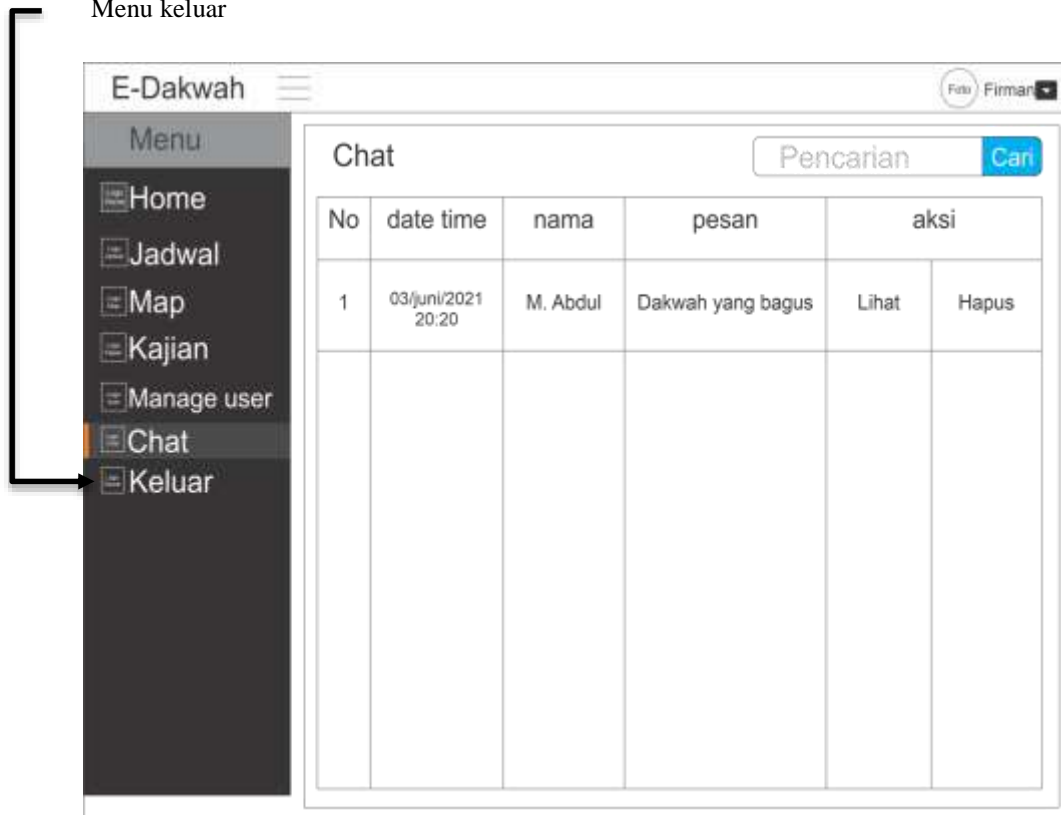 Menu keluar
E-Dakwah
Foto Firman
Menu
Home
Jadwal
Map
Kajian
Manage user
Chat
Keluar
Chat
Pencarian Cari
No date time nama pesan aksi
1 03/juni/2021 20:20 M. Abdul Dakwah yang bagus Lihat Hapus